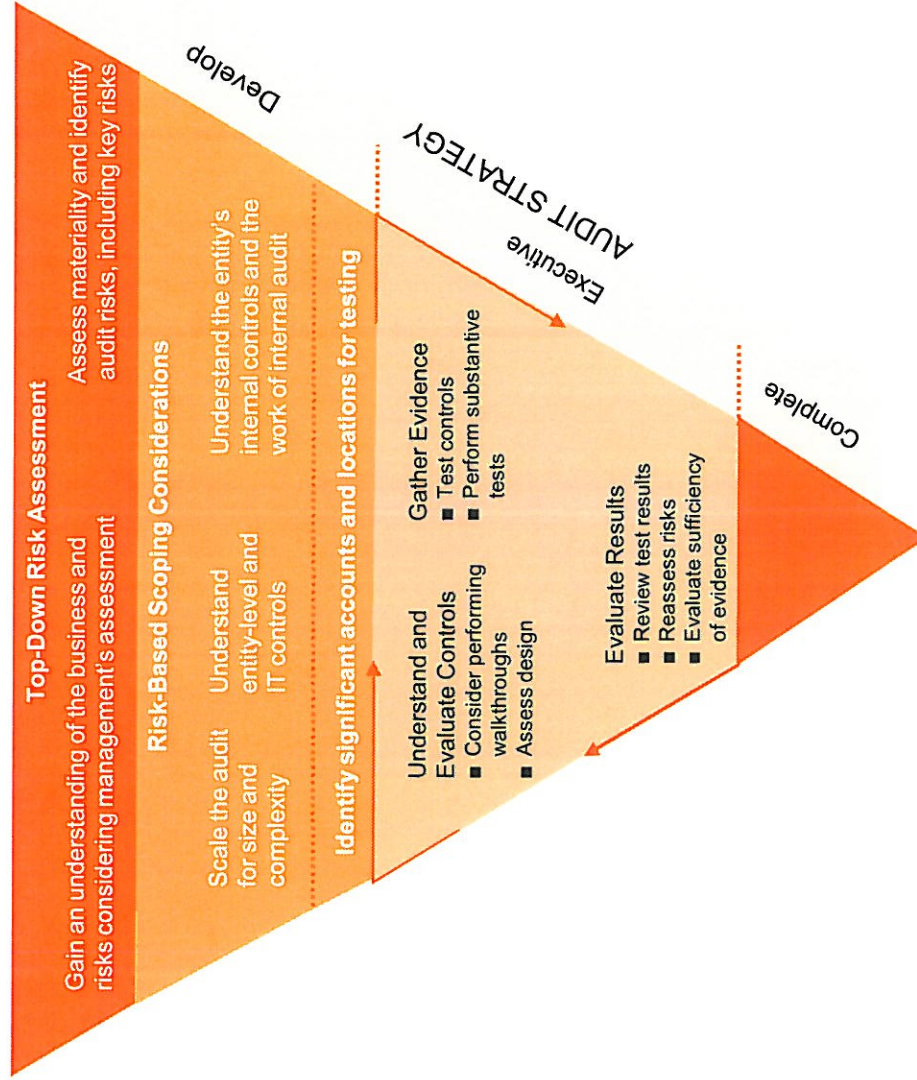 Top-Down Risk Assessment
Gain an understanding of the business and
risks considering management's assessment
Assess materiality and identify
audit risks, including key risks
Risk-Based Scoping Considerations
Scale the audit
for size and
complexity
Understand
entity-level and
IT controls
Understand the entity's
internal controls and the
work of internal audit
Identify significant accounts and locations for testing
Understand and
Evaluate Controls
■ Consider performing
walkthroughs
■ Assess design
Gather Evidence
■ Test controls
■ Perform substantive
tests
Evaluate Results
■ Review test results
■ Reassess risks
■ Evaluate sufficiency
of evidence
Develop
AUDIT STRATEGY
Executive
Complete